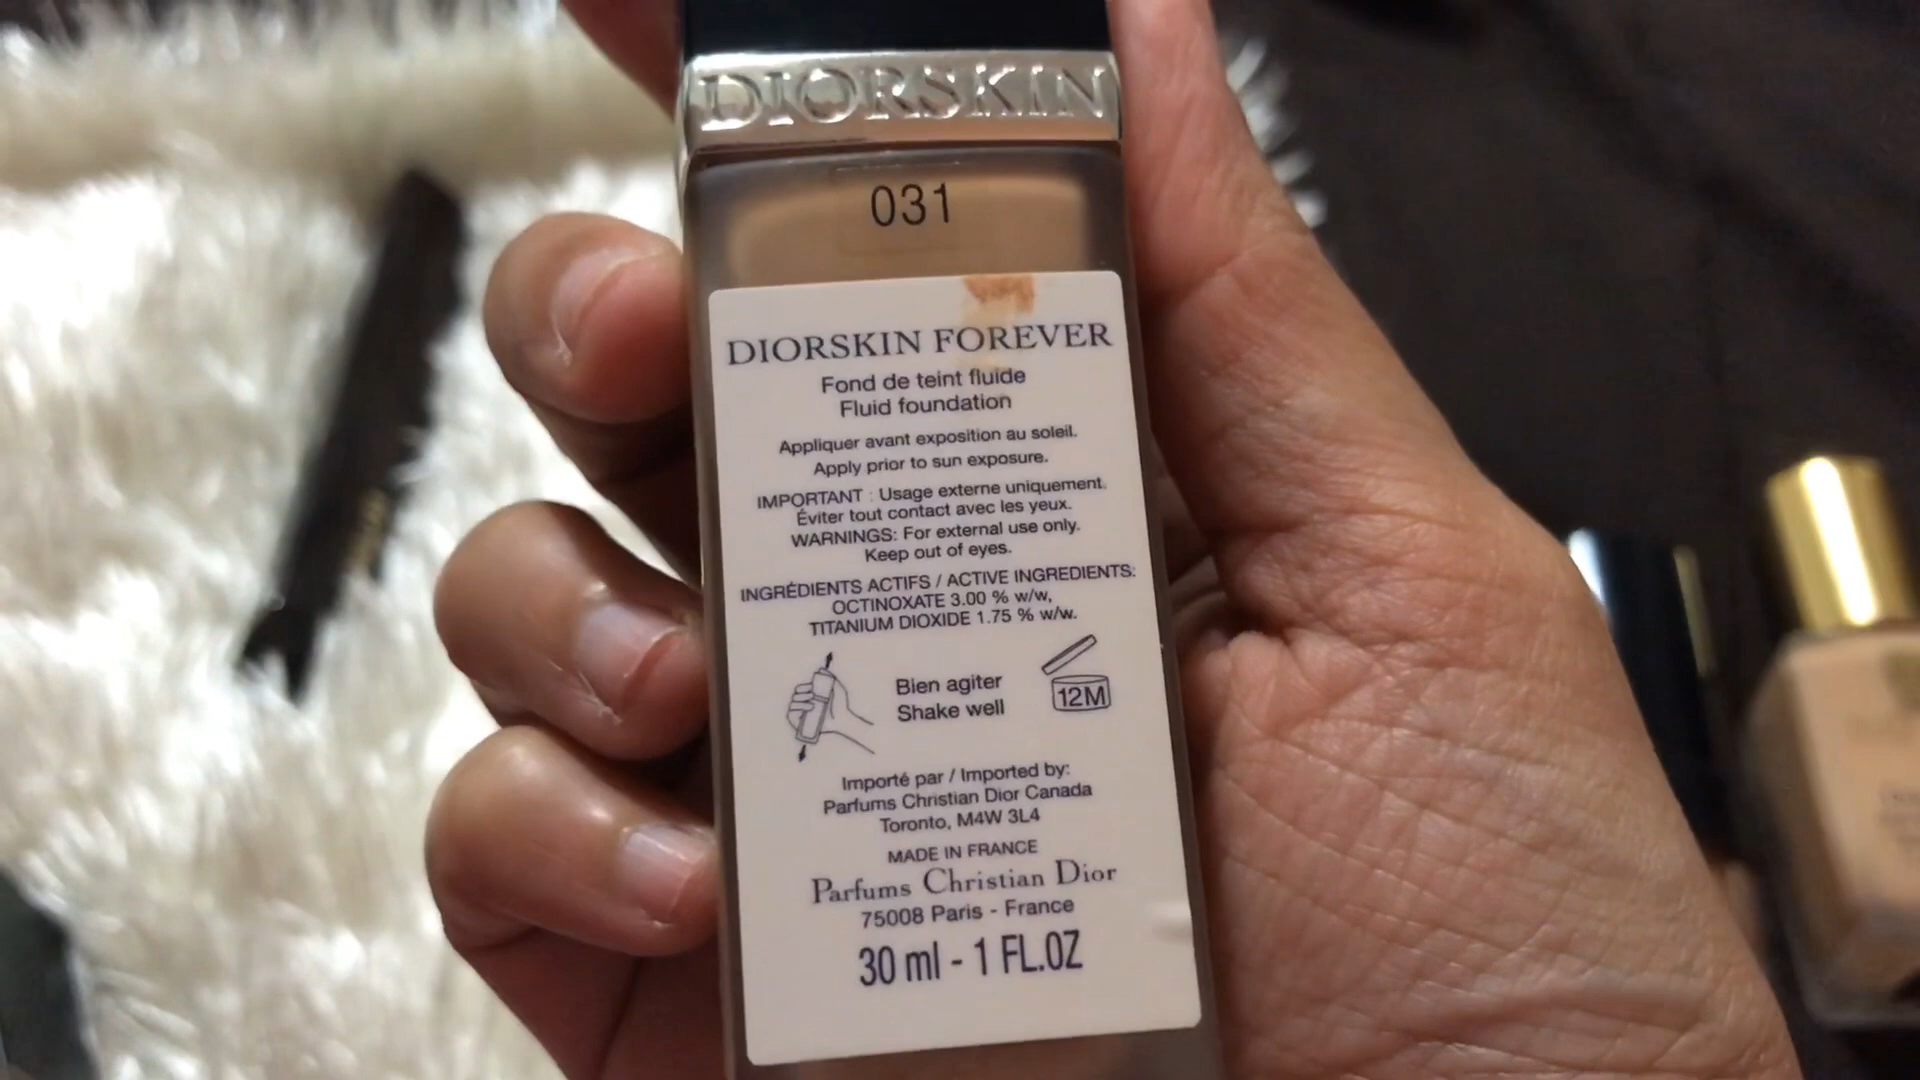 DIORSKIN
031
DIORSKIN FOREVER
Fond de teint fluide
Fluid foundation
Appliquer avant exposition au soleil.
Apply prior to sun exposure.
IMPORTANT : Usage externe uniquement.
Éviter tout contact avec les yeux.
WARNINGS: For external use only.
Keep out of eyes.
INGRÉDIENTS ACTIFS / ACTIVE INGREDIENTS:
OCTINOXATE 3.00 % w/w,
TITANIUM DIOXIDE 1.75 % w/w.
Bien agiter
Shake well
12M
Importé par / Imported by:
Parfums Christian Dior Canada
Toronto, M4W 3L4
MADE IN FRANCE
Parfums Christian Dior
75008 Paris - France
30 ml - 1 FL.OZ